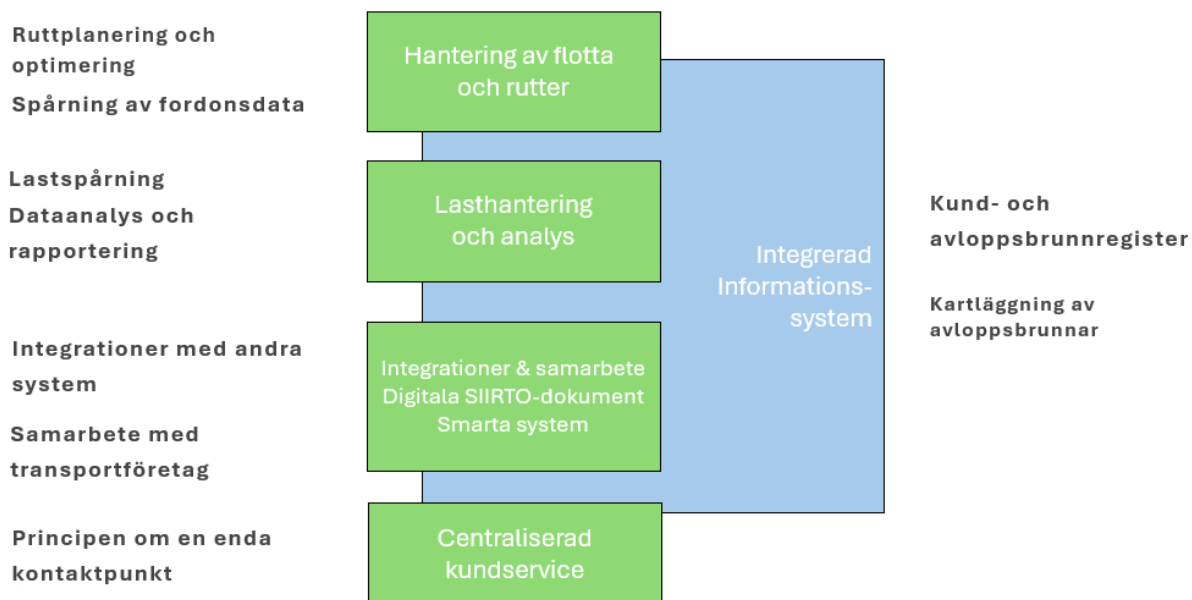 Ruttplanering och
optimering
Spårning av fordonsdata
Hantering av flotta
och rutter
Lastspårning
Dataanalys och
rapportering
Lasthantering
och analys
Integrationer med andra
system
Samarbete med
transportföretag
Integrationer & samarbete
Digitala SIIRTO-dokument
Smarta system
Principen om en enda
kontaktpunkt
Centraliserad
kundservice
Integrerad
Informations-
system
Kund- och
avloppsbrunnregister
Kartläggning av
avloppsbrunnar